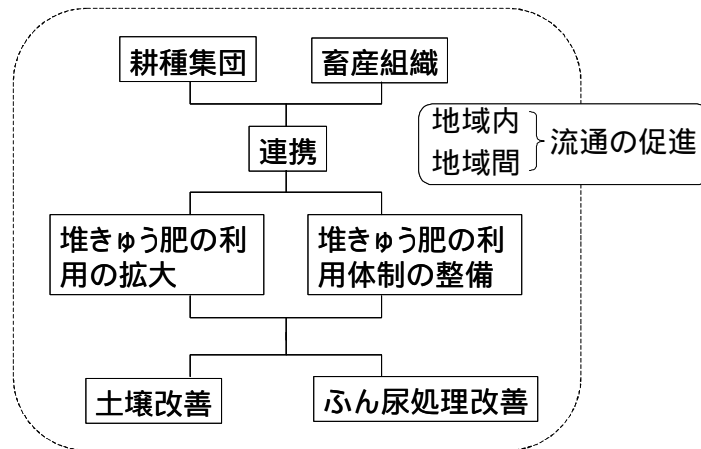 耕種集団
畜産組織
連携
地域内
地域間
流通の促進
堆きゅう肥の利
用の拡大
堆きゅう肥の利
用体制の整備
土壌改善
ふん尿処理改善